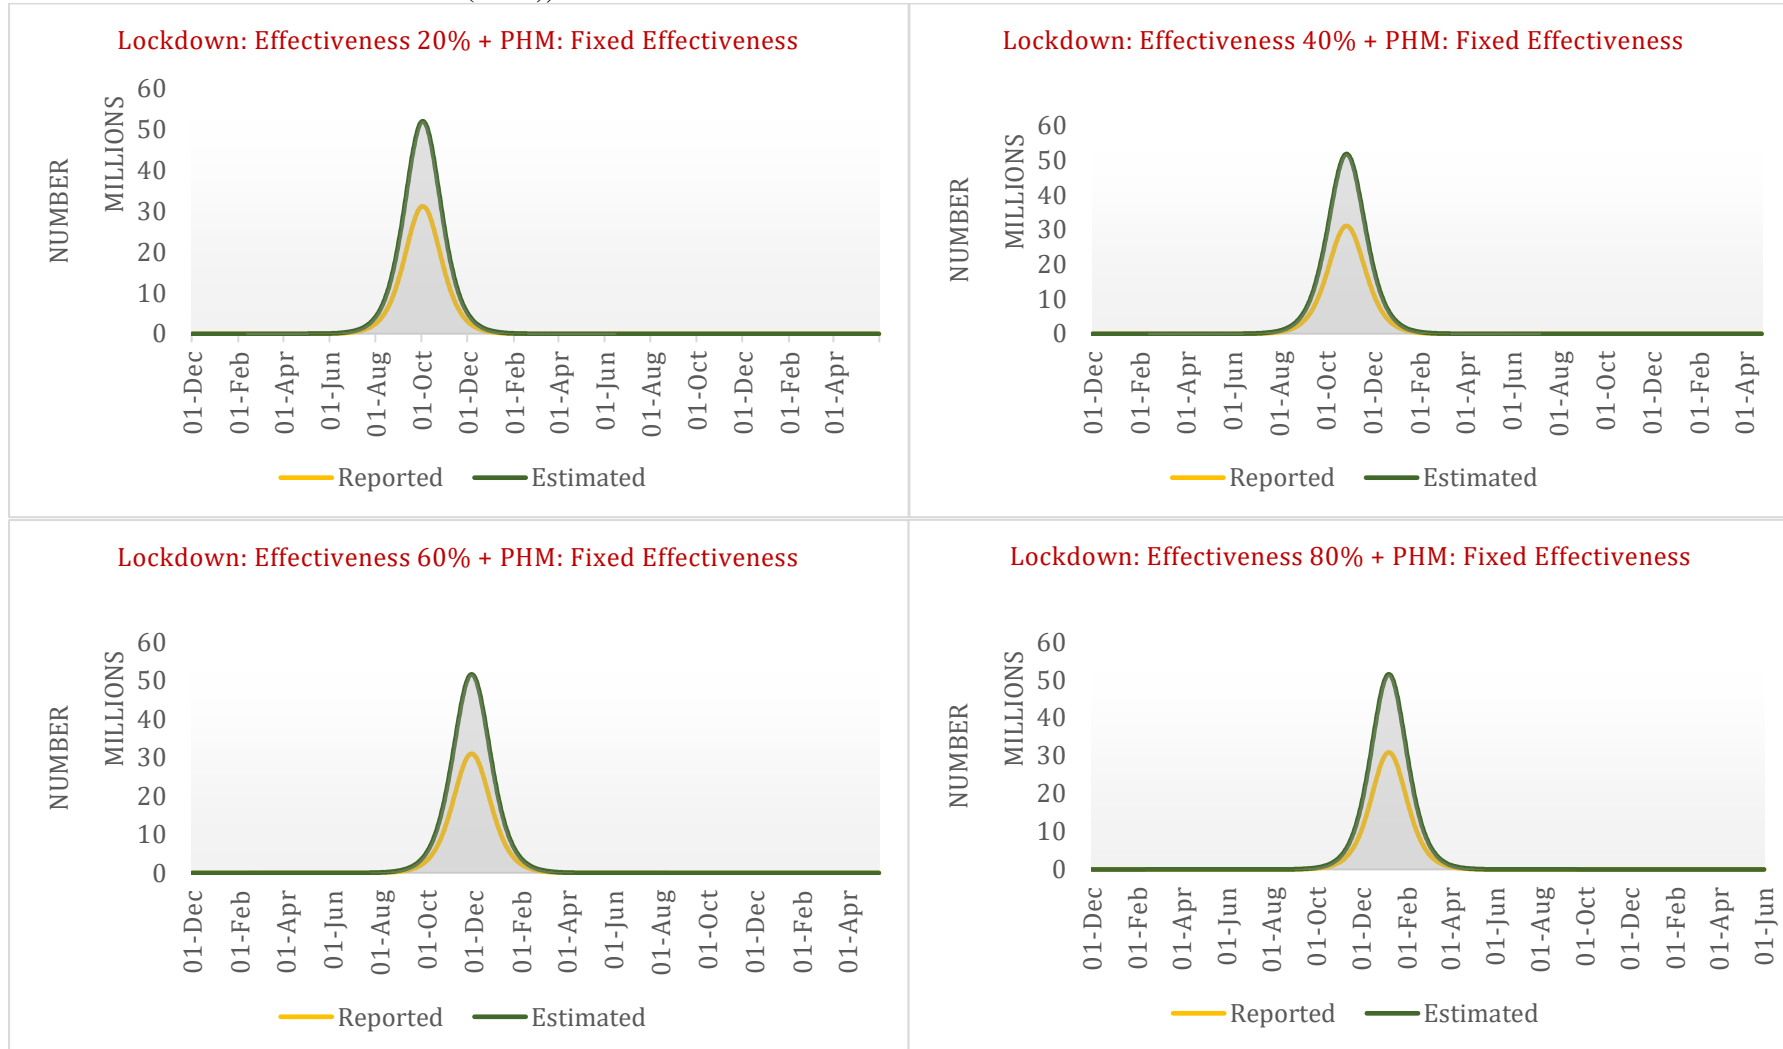 Lockdown: Effectiveness 20% + PHM: Fixed Effectiveness
NUMBER
MILLIONS
60
50
40
30
20
10
0
01-Dec
01-Feb
01-Apr
01-Jun
01-Aug
01-Oct
01-Dec
01-Feb
01-Apr
01-Jun
01-Aug
01-Oct
01-Dec
01-Feb
01-Apr
Reported
Estimated
Lockdown: Effectiveness 40% + PHM: Fixed Effectiveness
NUMBER
MILLIONS
60
50
40
30
20
10
0
01-Dec
01-Feb
01-Apr
01-Jun
01-Aug
01-Oct
01-Dec
01-Feb
01-Apr
01-Jun
01-Aug
01-Oct
01-Dec
01-Feb
01-Apr
Reported
Estimated
Lockdown: Effectiveness 60% + PHM: Fixed Effectiveness
NUMBER
MILLIONS
60
50
40
30
20
10
0
01-Dec
01-Feb
01-Apr
01-Jun
01-Aug
01-Oct
01-Dec
01-Feb
01-Apr
01-Jun
01-Aug
01-Oct
01-Dec
01-Feb
01-Apr
Reported
Estimated
Lockdown: Effectiveness 80% + PHM: Fixed Effectiveness
NUMBER
MILLIONS
60
50
40
30
20
10
0
01-Dec
01-Feb
01-Apr
01-Jun
01-Aug
01-Oct
01-Dec
01-Feb
01-Apr
01-Jun
01-Aug
01-Oct
01-Dec
01-Feb
01-Apr
01-Jun
Reported
Estimated